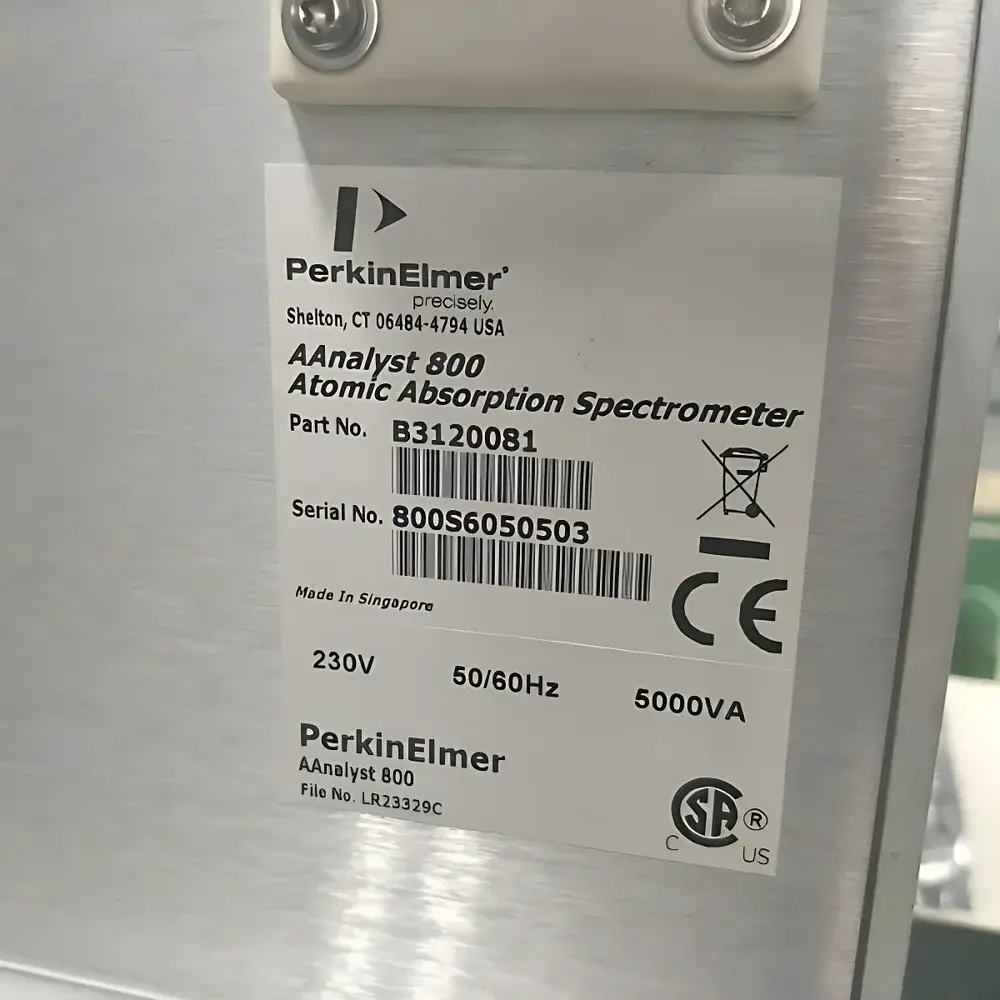 PerkinElmer®
precisely.
Shelton, CT 06484-4794 USA
AAnalyst 800
Atomic Absorption Spectrometer
Part No. B3120081
Serial No. 800S6050503
Made In Singapore
CE
230V 50/60Hz 5000VA
PerkinElmer
AAnalyst 800
File No. LR23329C
CSA ®
C US